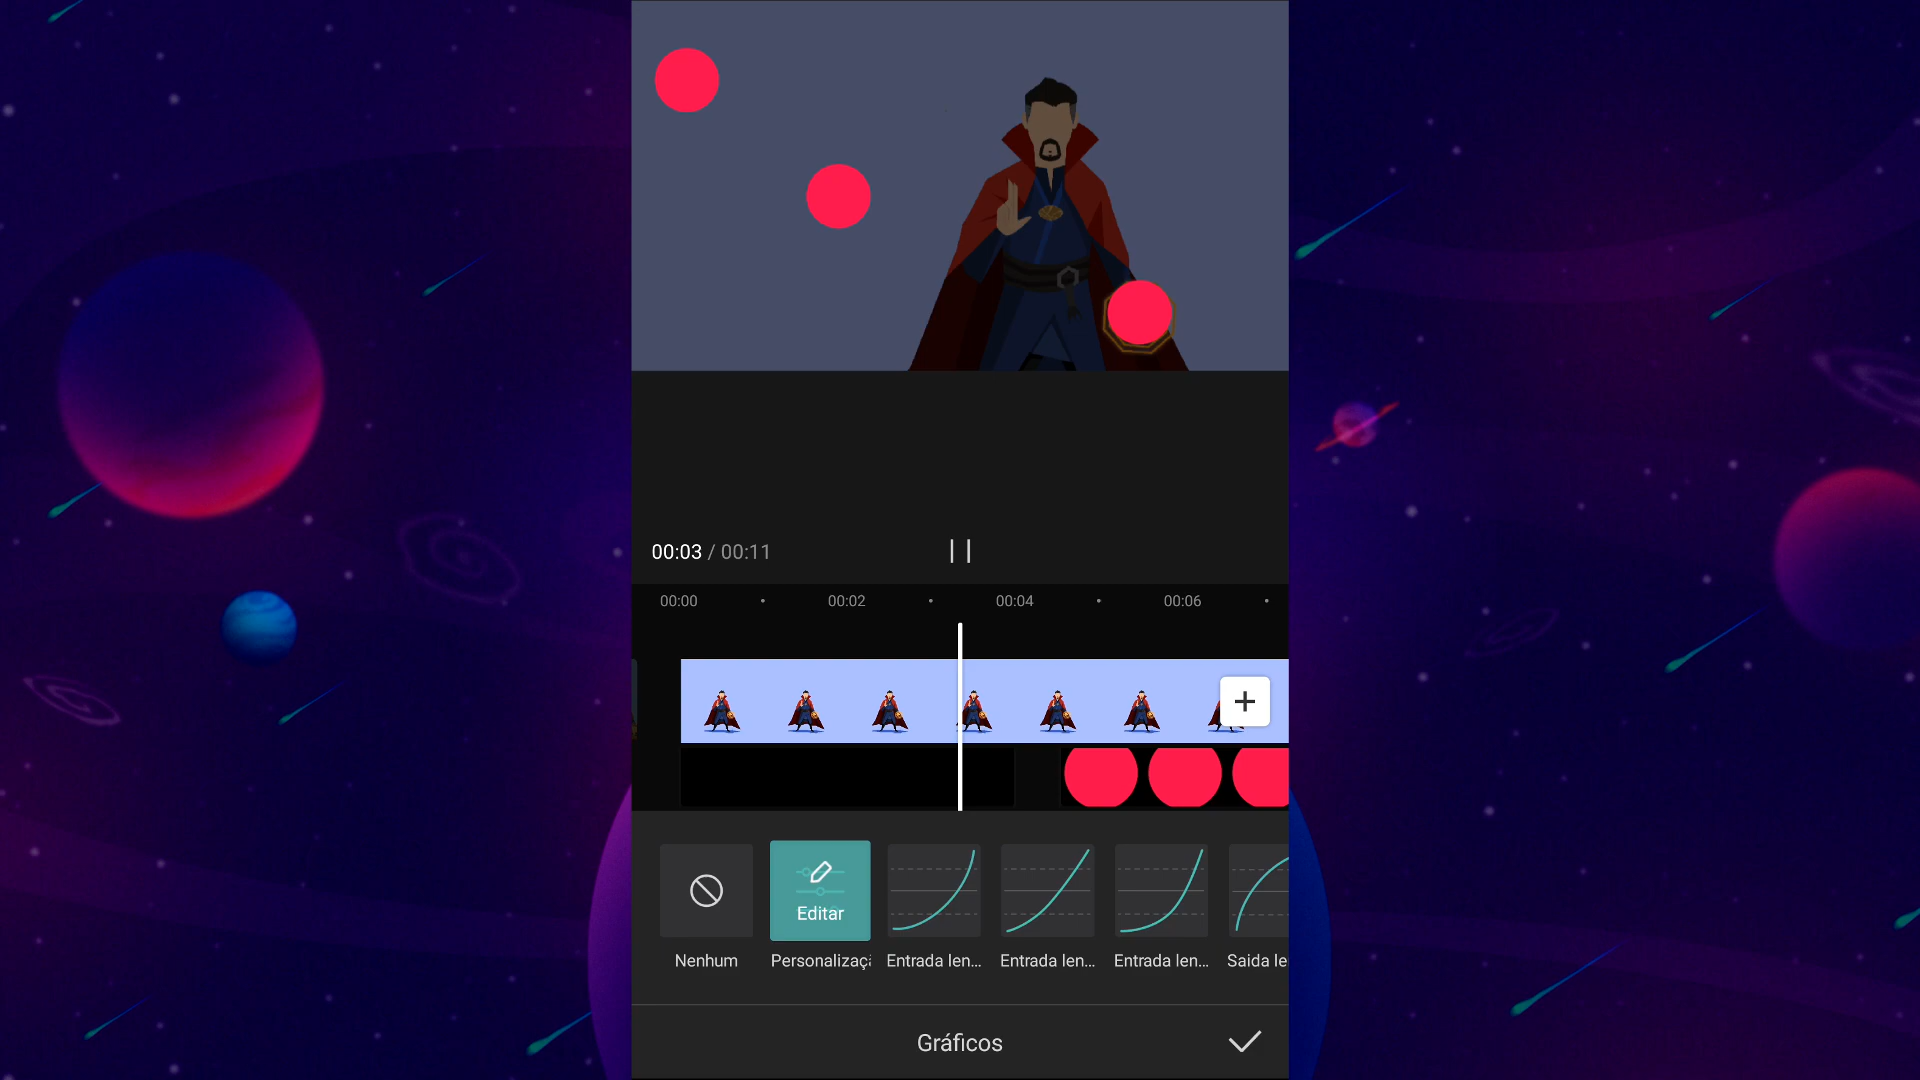 00:03 / 00:11
00:00 00:02 00:04 00:06
Editar
Nenhum Personalizaç Entrada len... Entrada len... Entrada len... Saida le
Gráficos